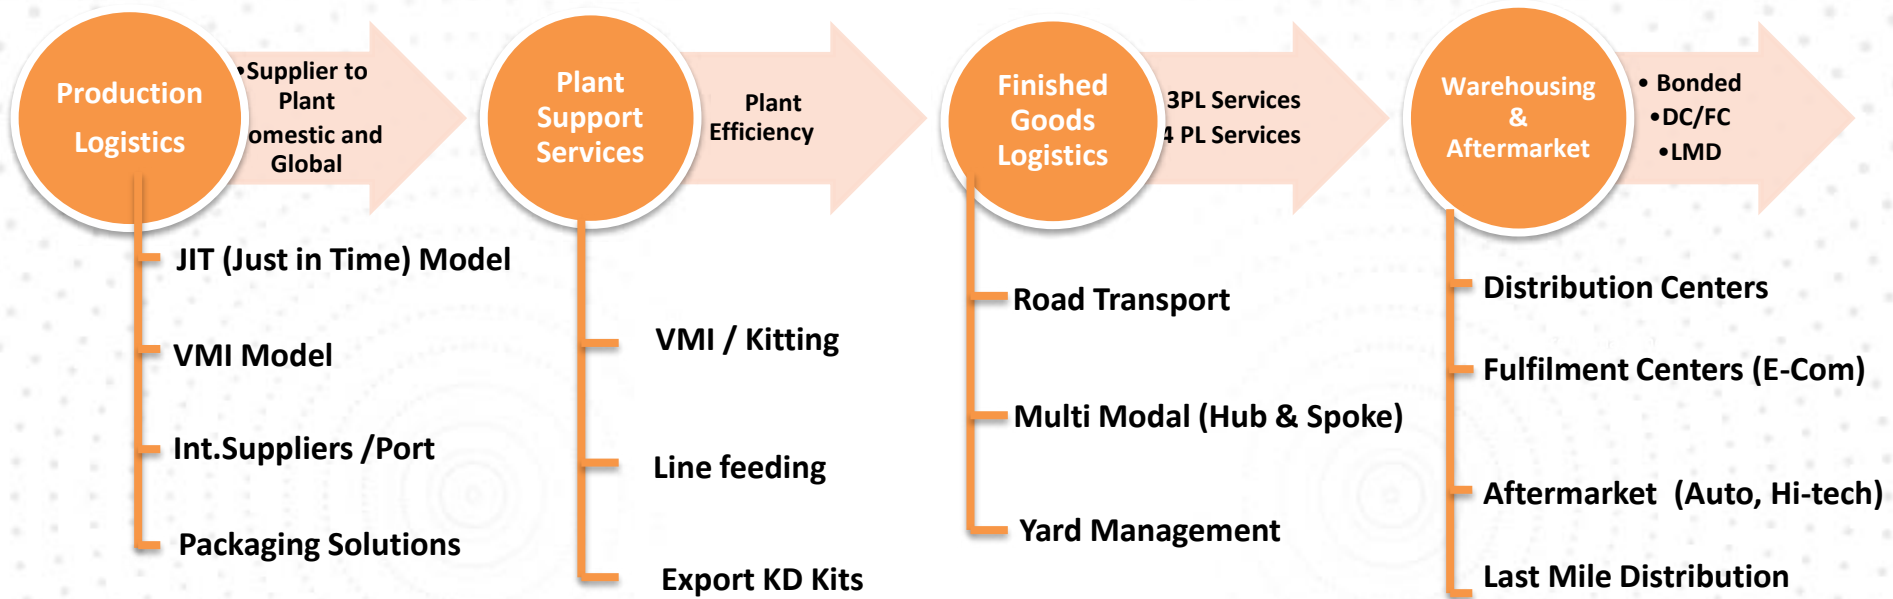 Production
Logistics
•Supplier to
Plant
omestic and
Global
JIT (Just in Time) Model
VMI Model
Int.Suppliers /Port
Packaging Solutions
Plant
Support
Services
Plant
Efficiency
VMI / Kitting
Line feeding
Export KD Kits
Finished
Goods
Logistics
3PL Services
4 PL Services
Road Transport
Multi Modal (Hub & Spoke)
Yard Management
Warehousing
&
Aftermarket
• Bonded
•DC/FC
•LMD
Distribution Centers
Fulfilment Centers (E-Com)
Aftermarket (Auto, Hi-tech)
Last Mile Distribution